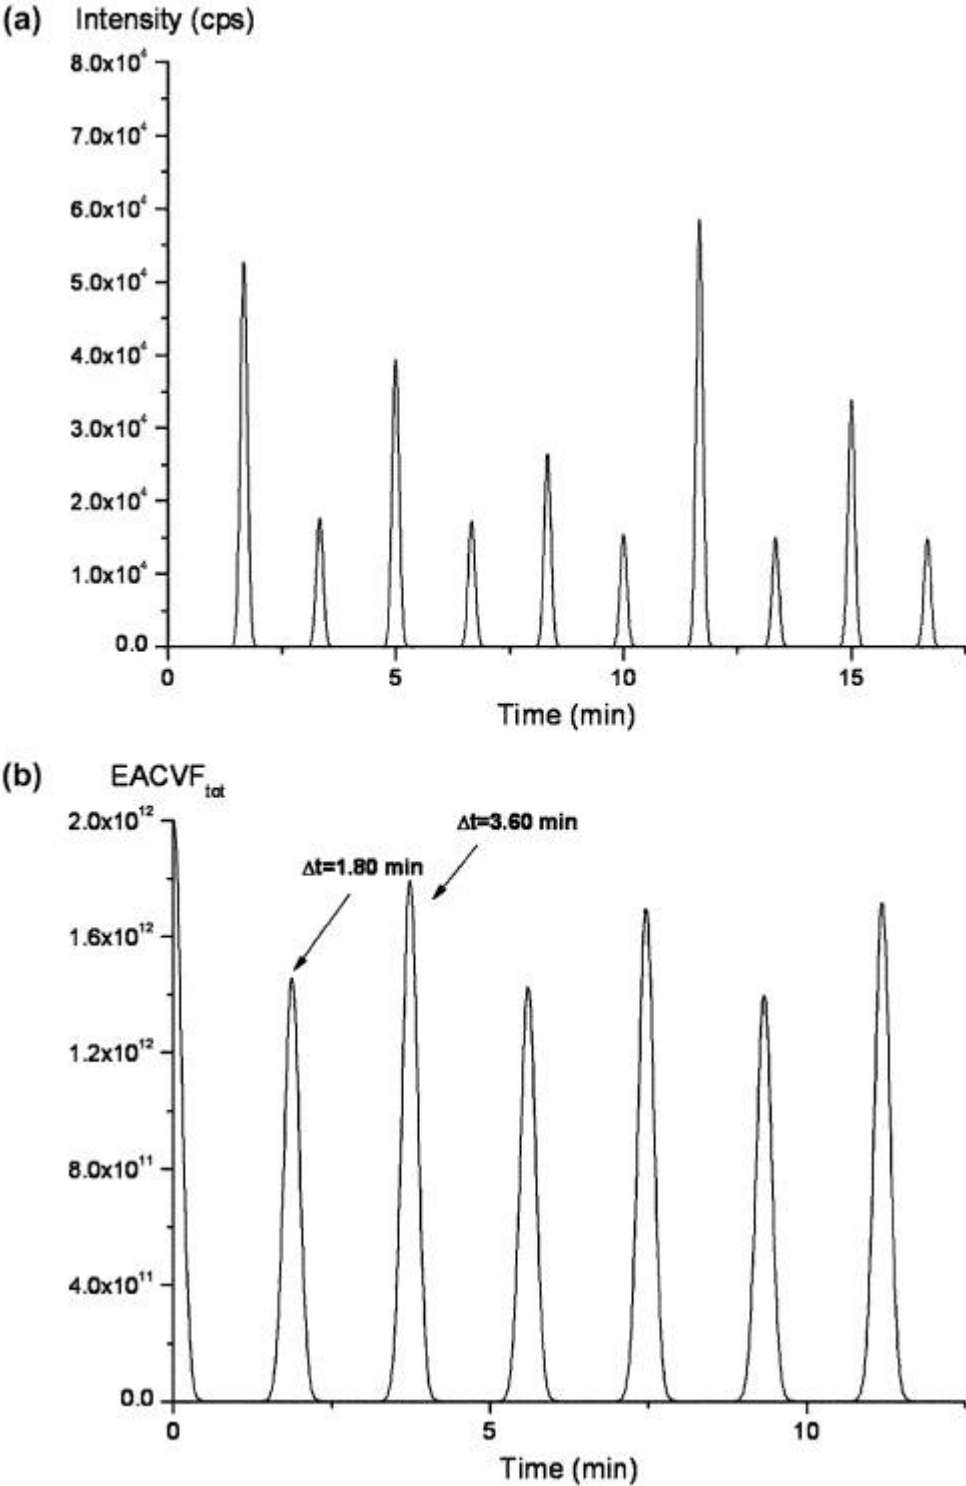 (a) Intensity (cps)
8.0x10⁴
7.0x10⁴
6.0x10⁴
5.0x10⁴
4.0x10⁴
3.0x10⁴
2.0x10⁴
1.0x10⁴
0.0
0 5 10 15
Time (min)
(b) EACVF_tot
2.0x10¹²
Δt=3.60 min
Δt=1.80 min
1.6x10¹²
1.2x10¹²
8.0x10¹¹
4.0x10¹¹
0.0
0 5 10
Time (min)